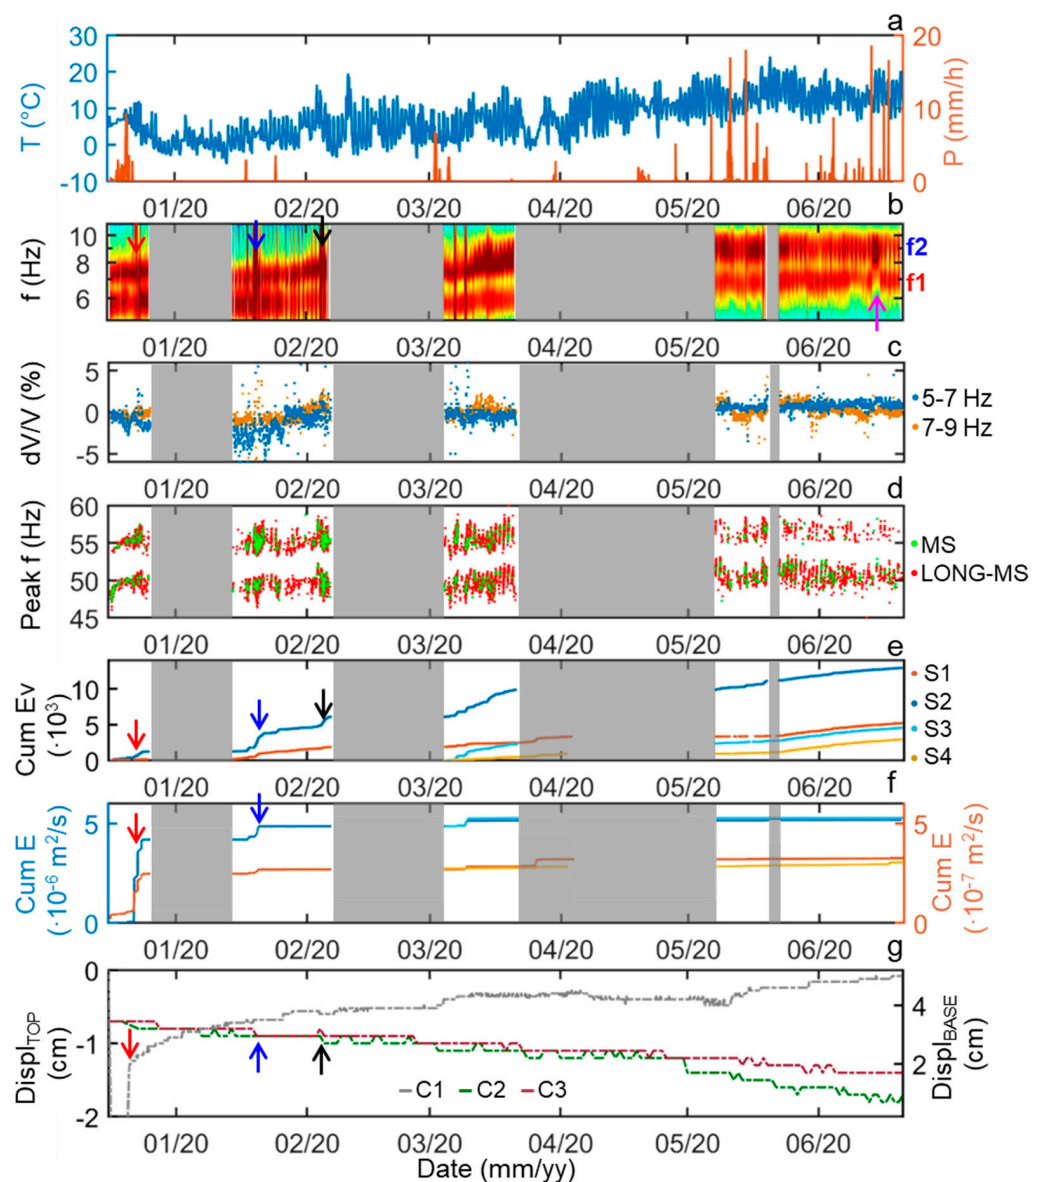 a
30
20
10
0
-10
T (°C)
20
10
0
P (mm/h)
01/20 02/20 03/20 04/20 05/20 06/20
b
10
8
6
f (Hz)
f2
f1
01/20 02/20 03/20 04/20 05/20 06/20
c
5
0
-5
dV/V (%)
5-7 Hz
7-9 Hz
01/20 02/20 03/20 04/20 05/20 06/20
d
60
55
50
45
Peak f (Hz)
MS
LONG-MS
01/20 02/20 03/20 04/20 05/20 06/20
e
10
5
0
Cum Ev
(·10³)
S1
S2
S3
S4
01/20 02/20 03/20 04/20 05/20 06/20
f
5
0
Cum E
(·10⁻⁶ m²/s)
5
0
Cum E
(·10⁻⁷ m²/s)
01/20 02/20 03/20 04/20 05/20 06/20
g
0
-1
-2
DisplTOP
(cm)
4
2
DisplBASE
(cm)
C1 C2 C3
01/20 02/20 03/20 04/20 05/20 06/20
Date (mm/yy)